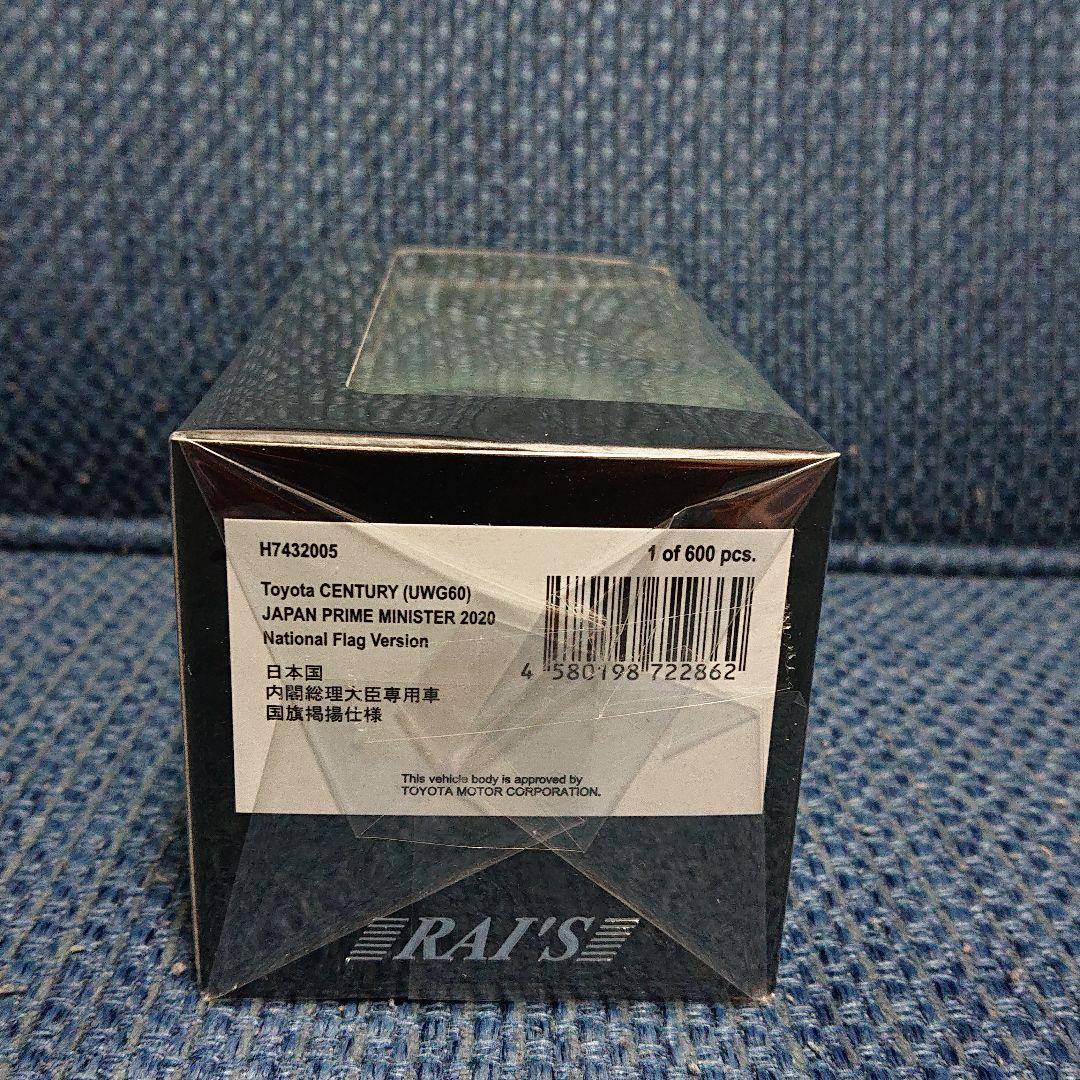 H7432005
1 of 600 pcs.
Toyota CENTURY (UWG60)
JAPAN PRIME MINISTER 2020
National Flag Version
4 580198 722862
日本国
内閣総理大臣専用車
国旗掲揚仕様
This vehicle body is approved by
TOYOTA MOTOR CORPORATION.
RAI'S